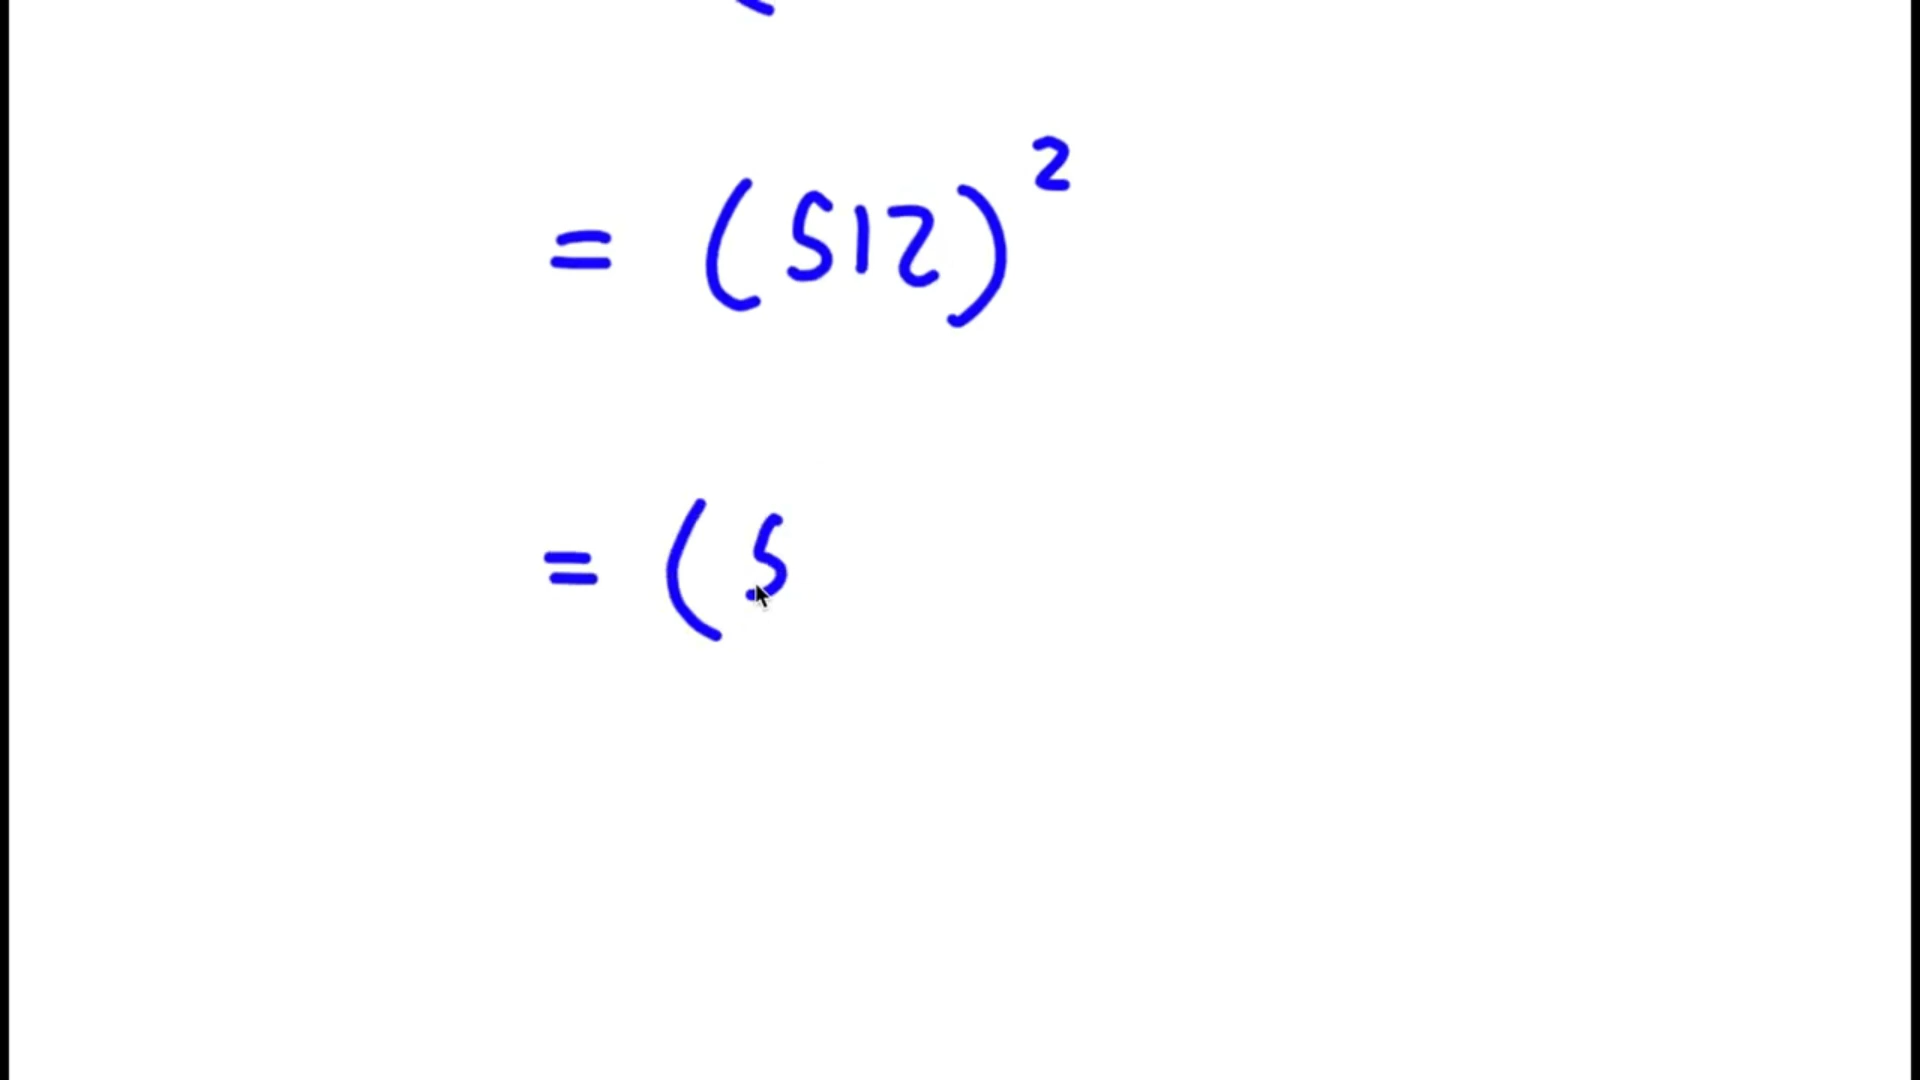 = (512)²
= (5